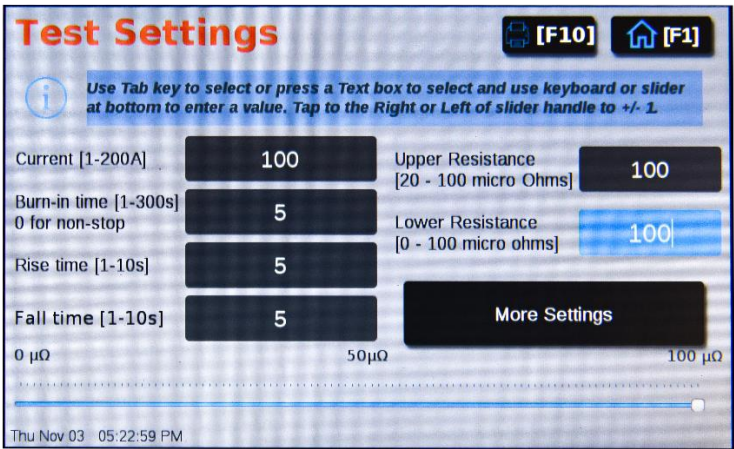 Test Settings
[F10]
[F1]
i
Use Tab key to select or press a Text box to select and use keyboard or slider
at bottom to enter a value. Tap to the Right or Left of slider handle to +/- 1.
Current [1-200A]
100
Burn-in time [1-300s]
0 for non-stop
5
Rise time [1-10s]
5
Fall time [1-10s]
5
Upper Resistance
[20 - 100 micro Ohms]
100
Lower Resistance
[0 - 100 micro ohms]
100
More Settings
0 μΩ
50μΩ
100 μΩ
Thu Nov 03 05:22:59 PM